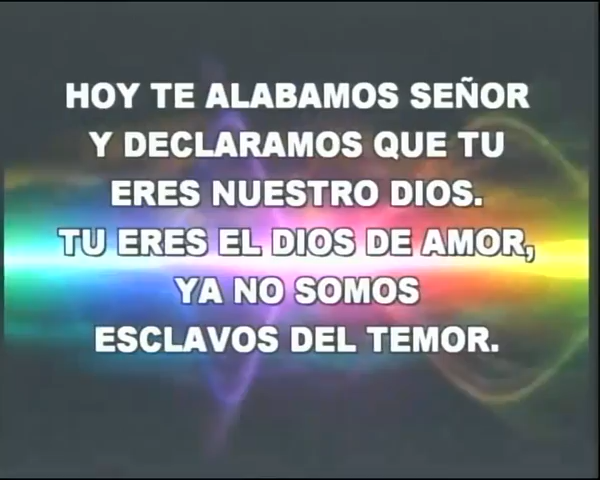 HOY TE ALABAMOS SEÑOR
Y DECLARAMOS QUE TU
ERES NUESTRO DIOS.
TU ERES EL DIOS DE AMOR,
YA NO SOMOS
ESCLAVOS DEL TEMOR.